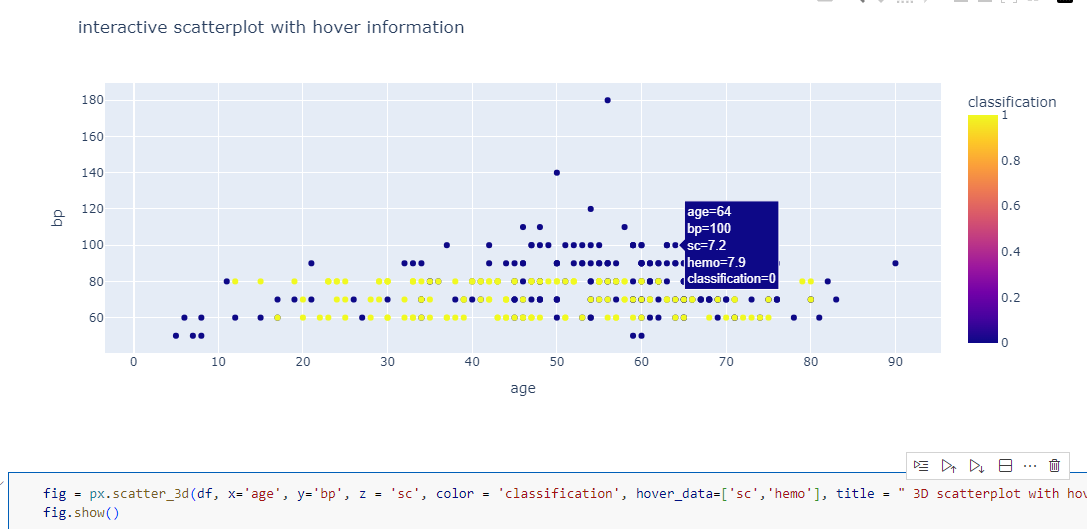 interactive scatterplot with hover information
classification
180
160
140
120
100
80
60
bp
1
0.8
0.6
0.4
0.2
0
age=64
bp=100
sc=7.2
hemo=7.9
classification=0
0 10 20 30 40 50 60 70 80 90
age
fig = px.scatter_3d(df, x='age', y='bp', z = 'sc', color = 'classification', hover_data=['sc','hemo'], title = " 3D scatterplot with hov
fig.show()